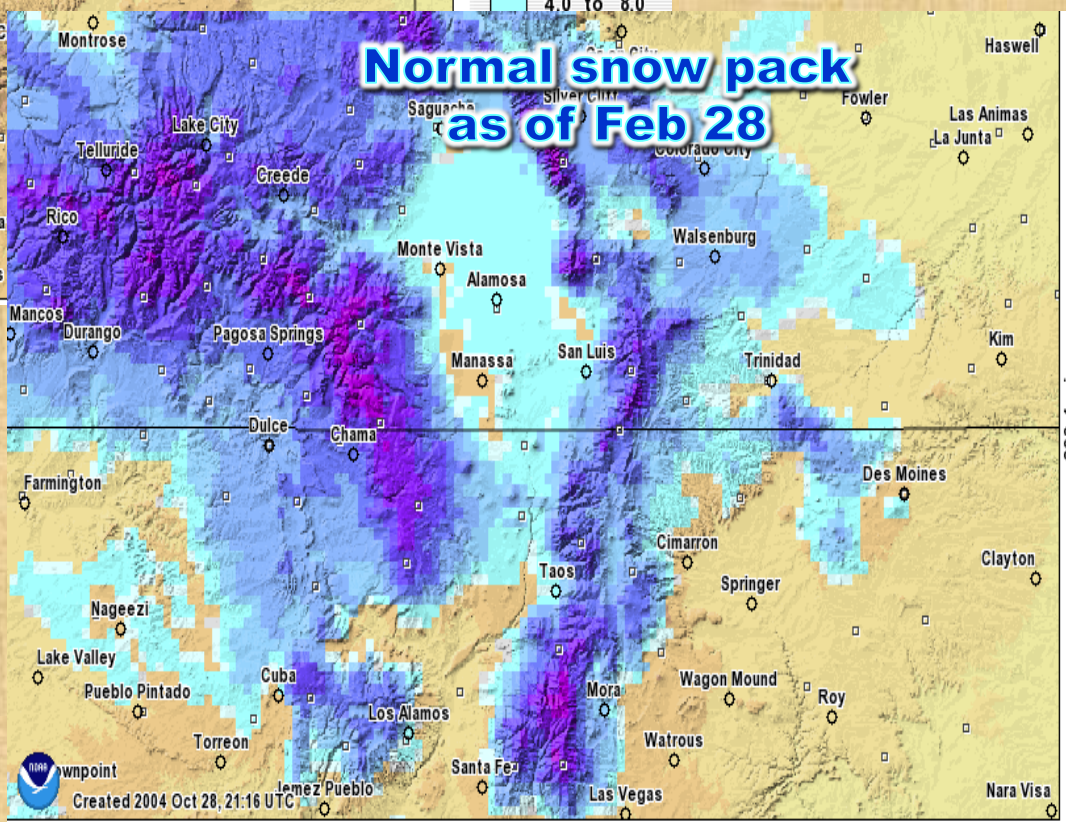 4.0 to 8.0
Montrose
Haswell
Normal snow pack
as of Feb 28
Saguache
Silver Cliff
Fowler
Las Animas
La Junta
Lake City
Telluride
Colorado City
Creede
Rico
Monte Vista
Walsenburg
Alamosa
Mancos
Durango
Pagosa Springs
Manassa
San Luis
Trinidad
Kim
Dulce
Chama
Farmington
Des Moines
Cimarron
Clayton
Taos
Springer
Nageezi
Lake Valley
Cuba
Pueblo Pintado
Mora
Wagon Mound
Roy
Los Alamos
Torreon
Watrous
Santa Fe
NOAA
ownpoint
Jemez Pueblo
Las Vegas
Nara Visa
Created 2004 Oct 28, 21:16 UTC